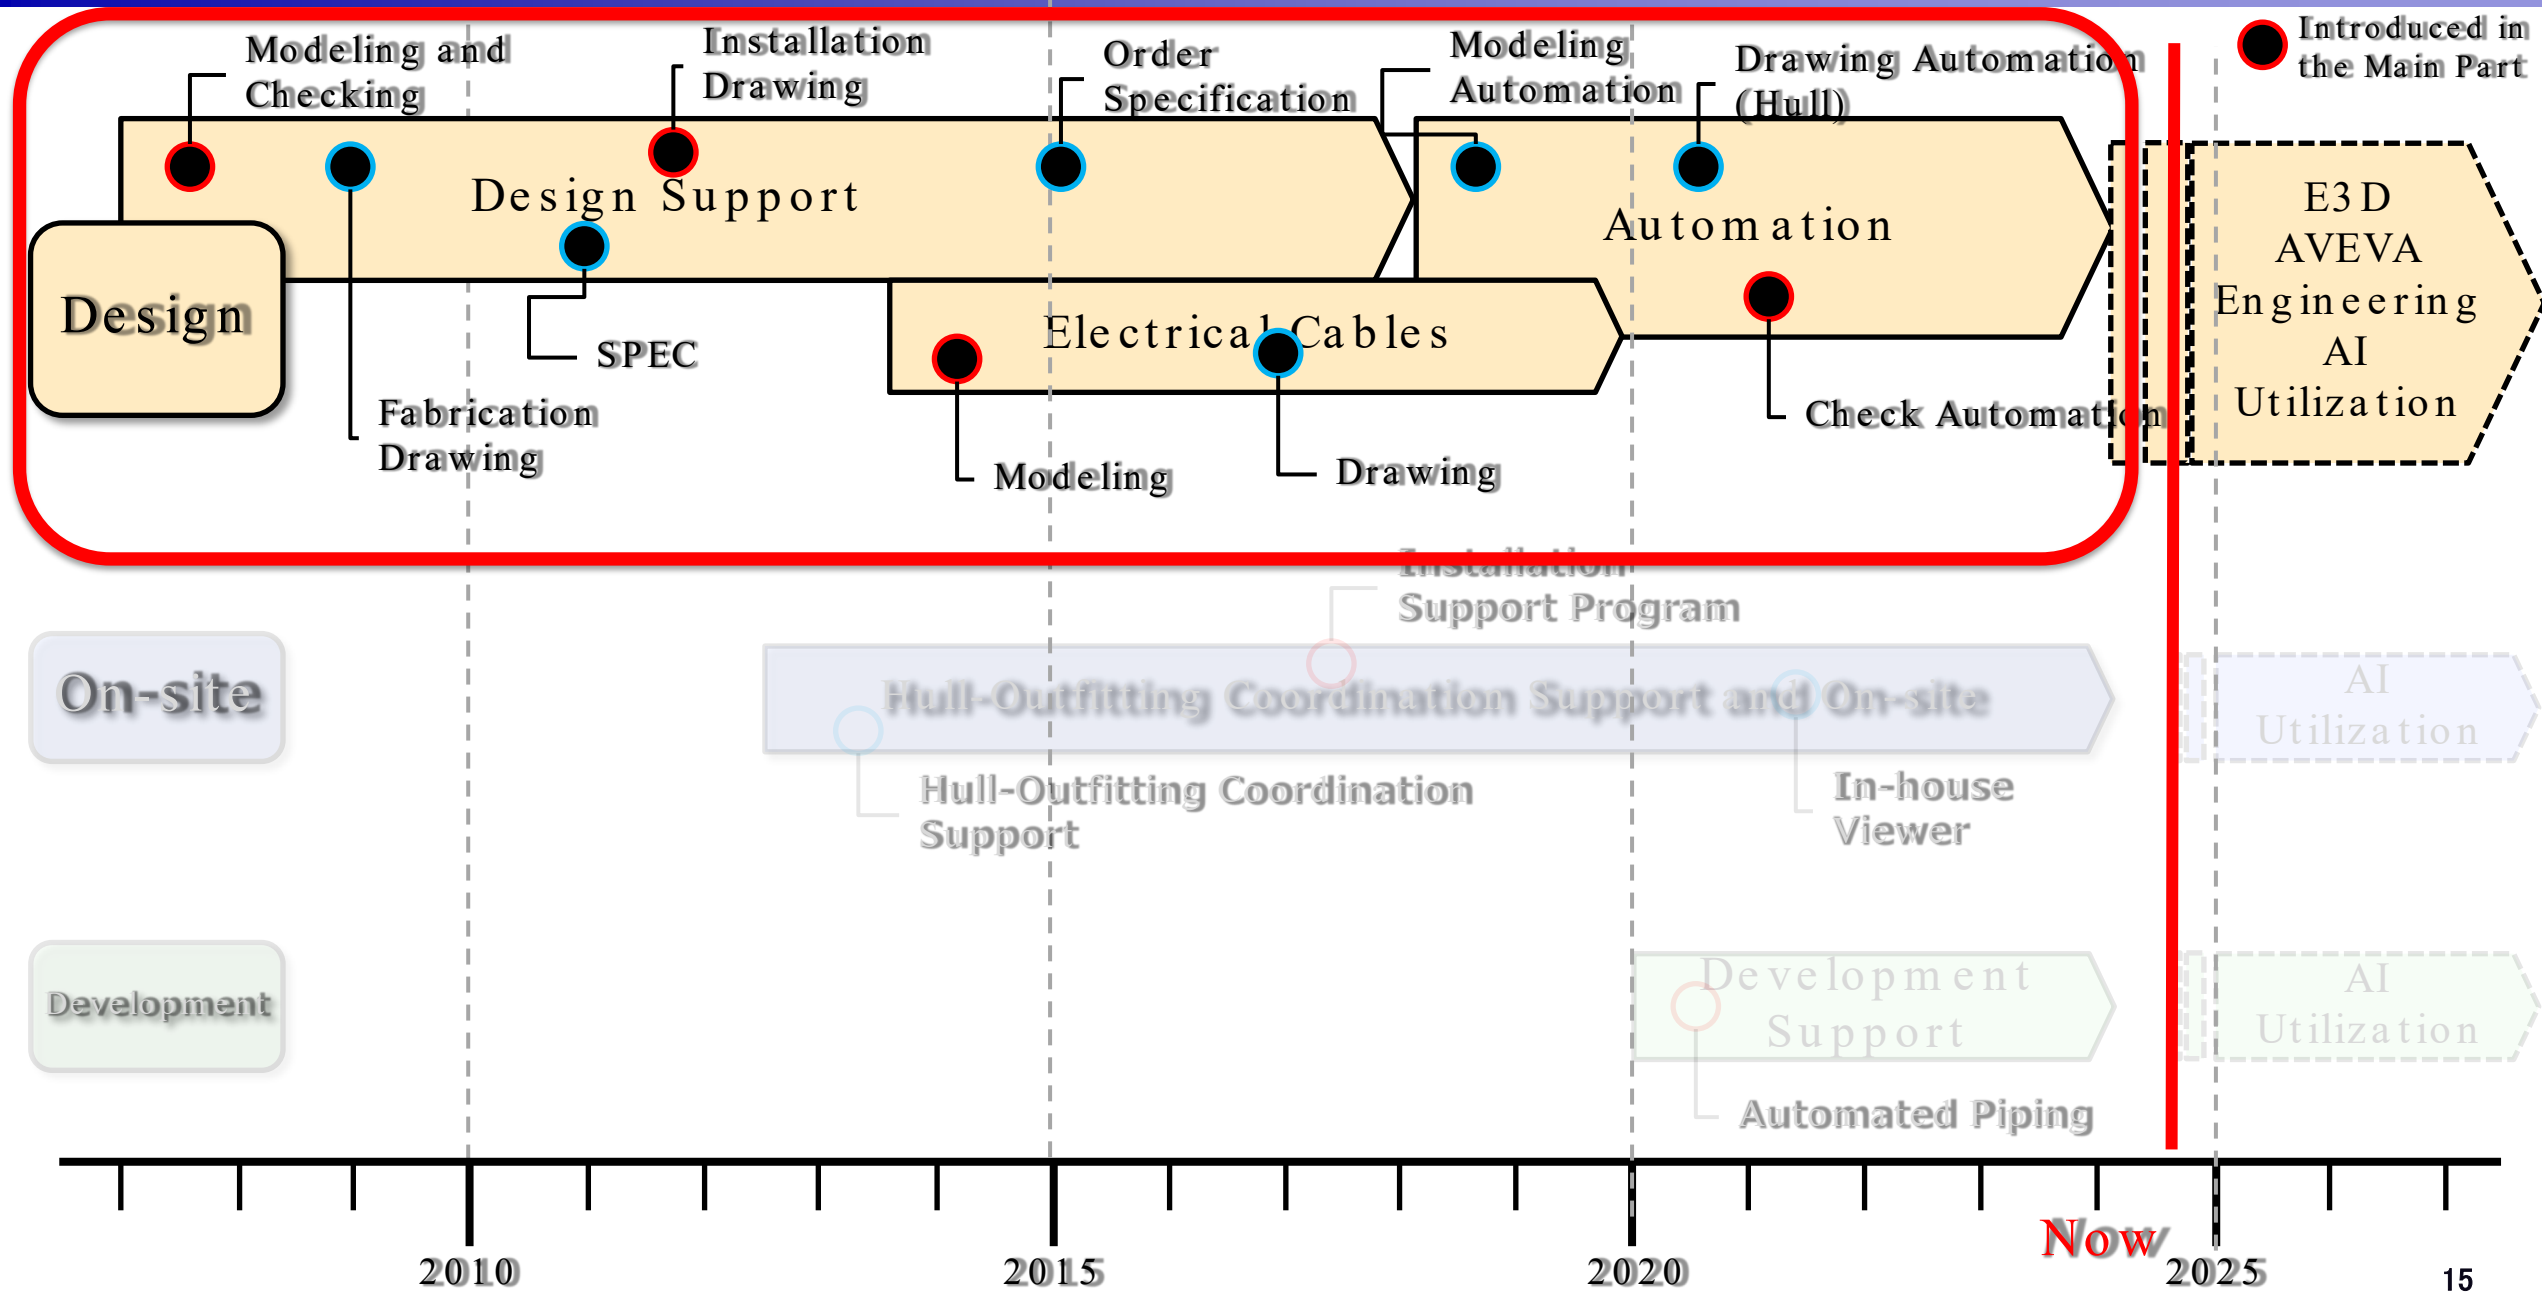 Modeling and
Checking
Installation
Drawing
Order
Specification
Modeling
Automation
Drawing Automation
(Hull)
Introduced in
the Main Part
Design Support
Automation
E3D
AVEVA
Engineering
AI
Utilization
Design
SPEC
Electrical Cables
Fabrication
Drawing
Modeling
Drawing
Check Automation
Installation
Support Program
On-site
Hull-Outfitting Coordination Support and On-site
AI
Utilization
Hull-Outfitting Coordination
Support
In-house
Viewer
Development
Development
Support
AI
Utilization
Automated Piping
Now
2010
2015
2020
2025
15